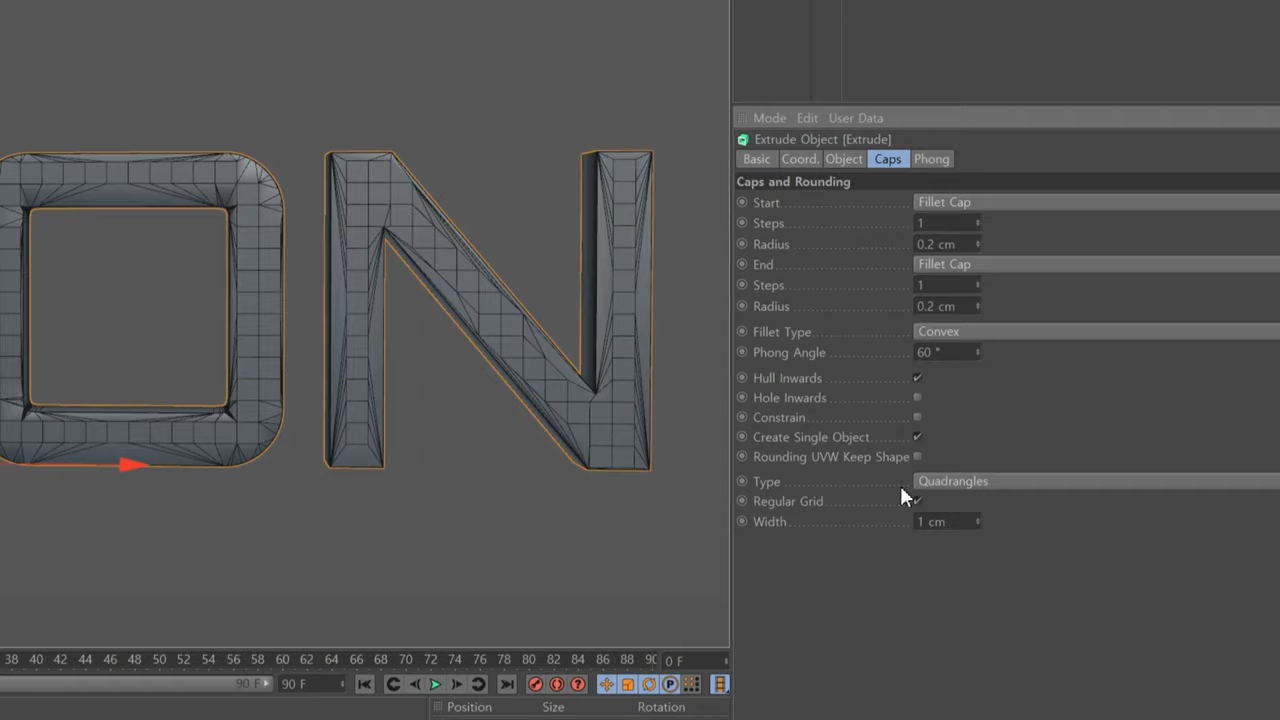 ON
Mode Edit User Data
Extrude Object [Extrude]
Basic Coord. Object Caps Phong
Caps and Rounding
Start Fillet Cap
Steps 1
Radius 0.2 cm
End Fillet Cap
Steps 1
Radius 0.2 cm
Fillet Type Convex
Phong Angle 60 °
Hull Inwards
Hole Inwards
Constrain
Create Single Object
Rounding UVW Keep Shape
Type Quadrangles
Regular Grid
Width 1 cm
38 40 42 44 46 48 50 52 54 56 58 60 62 64 66 68 70 72 74 76 78 80 82 84 86 88 90 0 F
90 F 90 F
Position Size Rotation